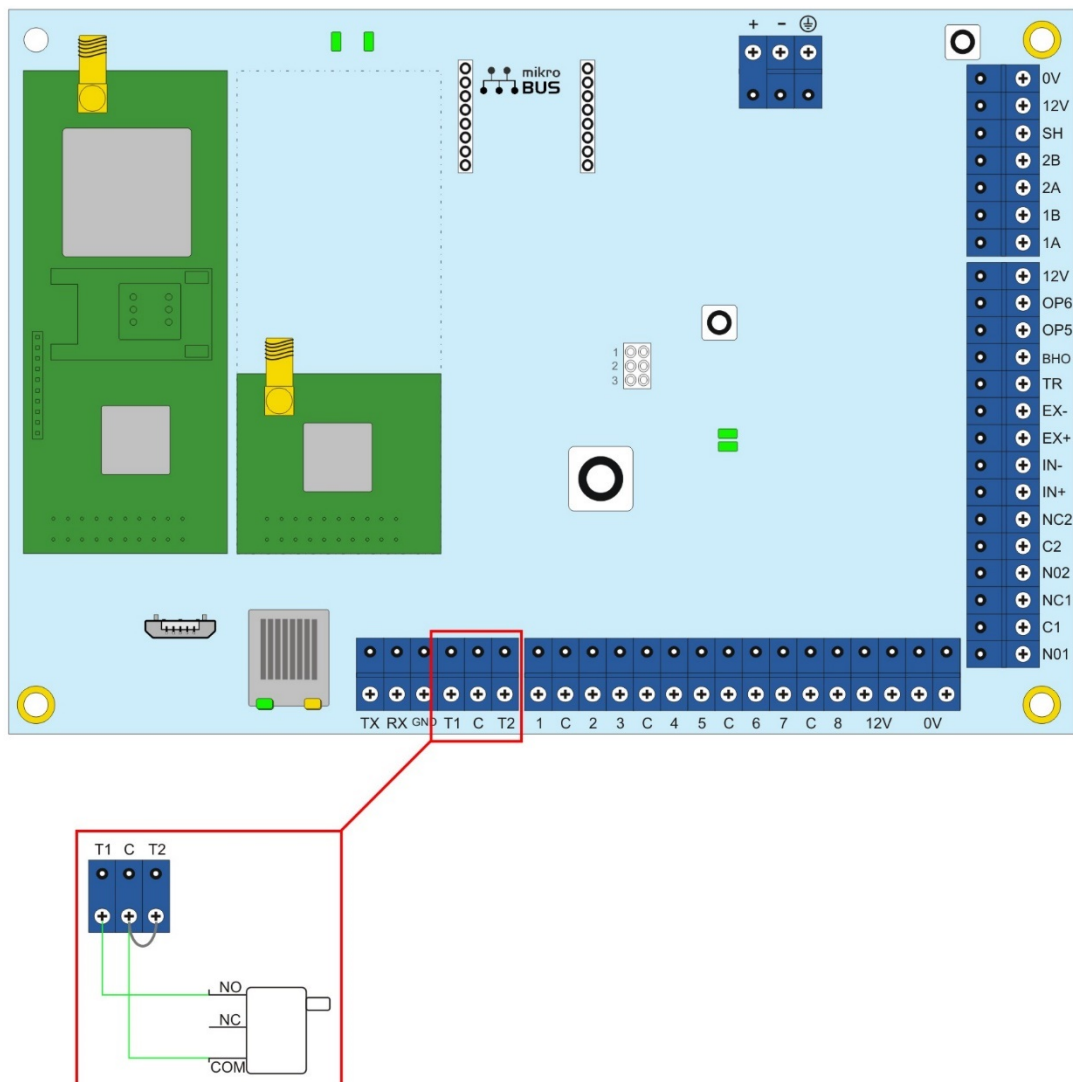 + −
mikro
BUS
0V
12V
SH
2B
2A
1B
1A
12V
OP6
OP5
BHO
TR
EX-
EX+
IN-
IN+
NC2
C2
N02
NC1
C1
N01
1
2
3
TX RX GND T1 C T2 1 C 2 3 C 4 5 C 6 7 C 8 12V 0V
T1 C T2
NO
NC
COM